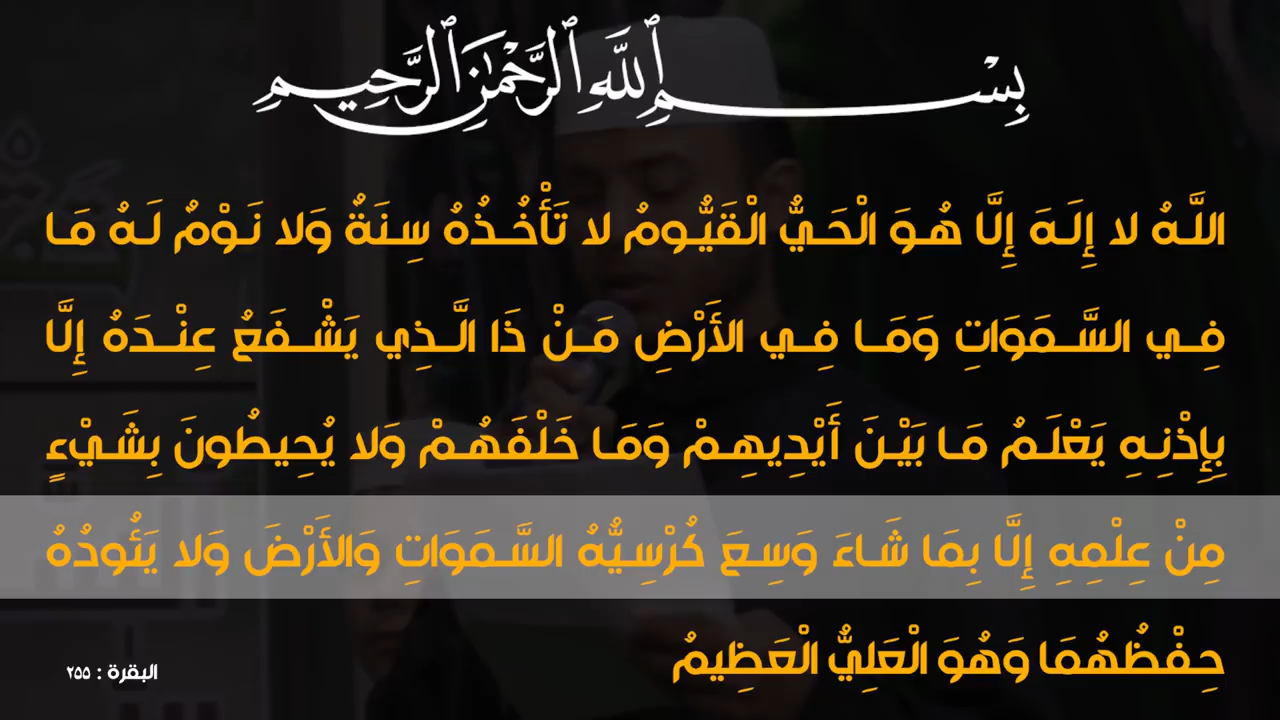 بِسْمِ ٱللَّهِ ٱلرَّحْمَٰنِ ٱلرَّحِيمِ
اللَّهُ لا إِلَهَ إِلَّا هُوَ الْحَيُّ الْقَيُّومُ لا تَأْخُذُهُ سِنَةٌ وَلا نَوْمٌ لَهُ مَا
فِي السَّمَوَاتِ وَمَا فِي الأَرْضِ مَنْ ذَا الَّذِي يَشْفَعُ عِنْدَهُ إِلَّا
بِإِذْنِهِ يَعْلَمُ مَا بَيْنَ أَيْدِيهِمْ وَمَا خَلْفَهُمْ وَلا يُحِيطُونَ بِشَيْءٍ
مِنْ عِلْمِهِ إِلَّا بِمَا شَاءَ وَسِعَ كُرْسِيُّهُ السَّمَوَاتِ وَالأَرْضَ وَلا يَئُودُهُ
حِفْظُهُمَا وَهُوَ الْعَلِيُّ الْعَظِيمُ
البقرة : ٢٥٥